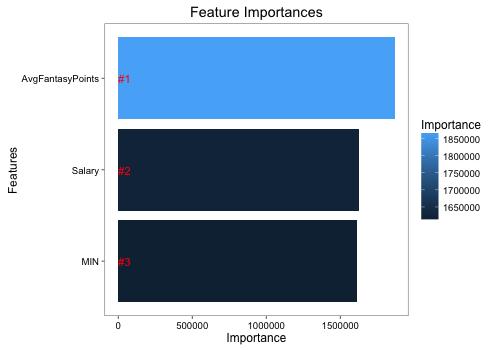 Feature Importances
Features
AvgFantasyPoints
#1
Salary
#2
MIN
#3
0
500000
1000000
1500000
Importance
Importance
1850000
1800000
1750000
1700000
1650000